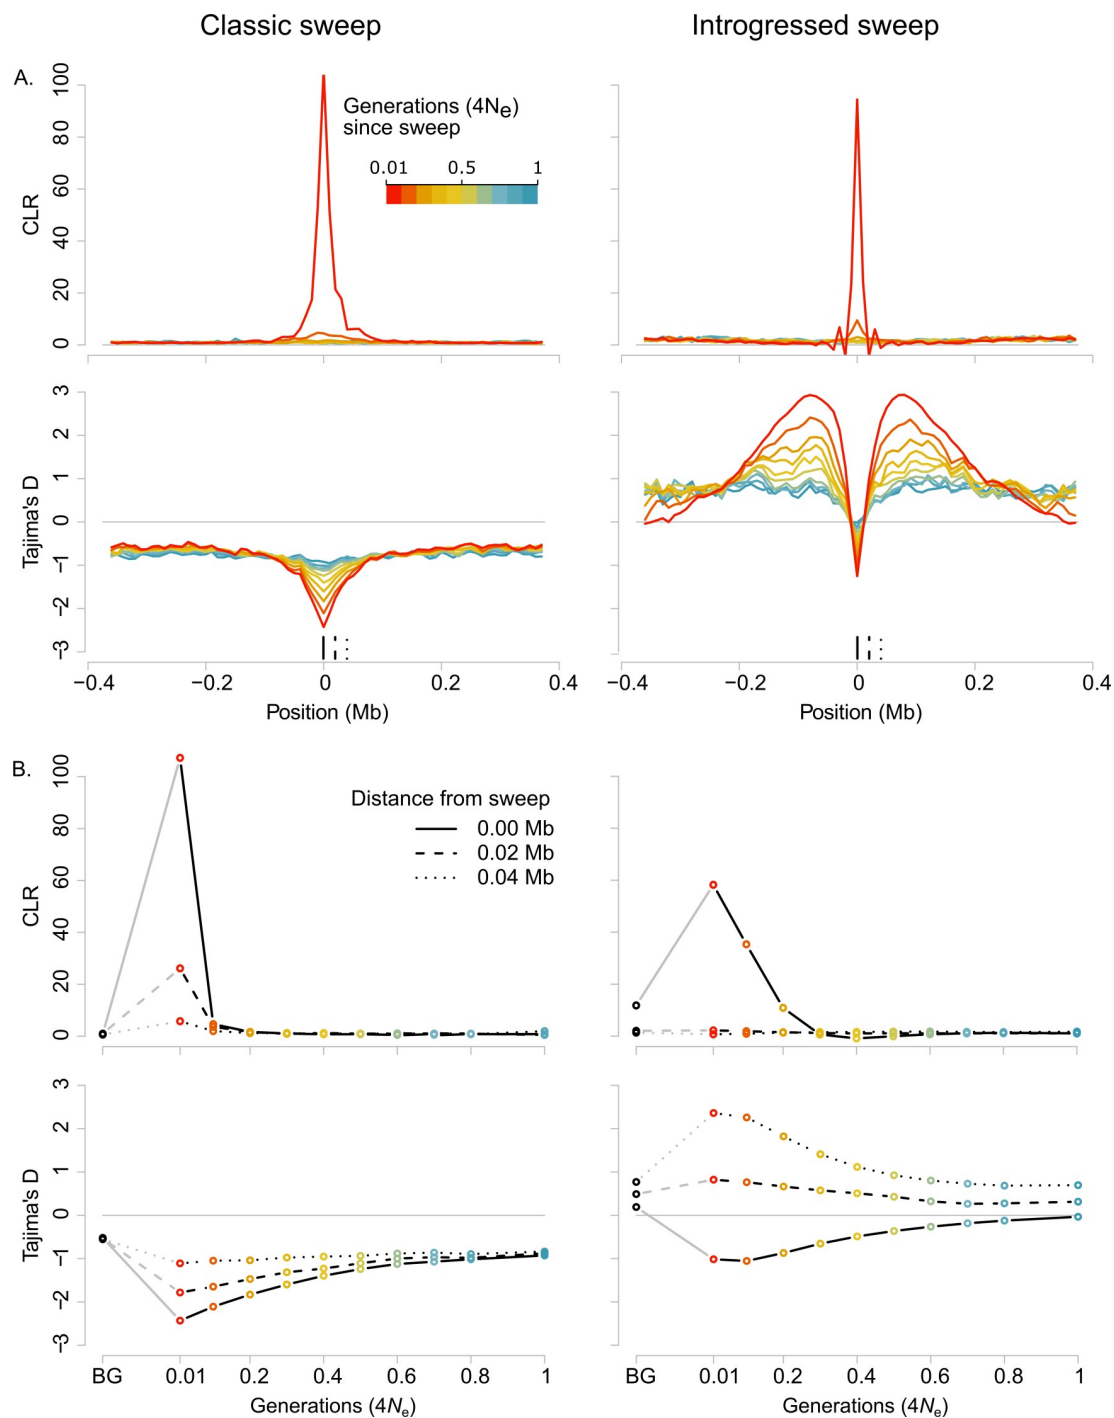 Classic sweep
Introgressed sweep
A.
Generations (4Ne)
since sweep
0.01 0.5 1
CLR
100
80
60
40
20
0
Tajima's D
3
2
1
0
−1
−2
−3
−0.4 −0.2 0 0.2 0.4
Position (Mb)
−0.4 −0.2 0 0.2 0.4
Position (Mb)
B.
Distance from sweep
0.00 Mb
0.02 Mb
0.04 Mb
CLR
100
80
60
40
20
0
Tajima's D
3
2
1
0
−1
−2
−3
BG 0.01 0.2 0.4 0.6 0.8 1
Generations (4Ne)
BG 0.01 0.2 0.4 0.6 0.8 1
Generations (4Ne)